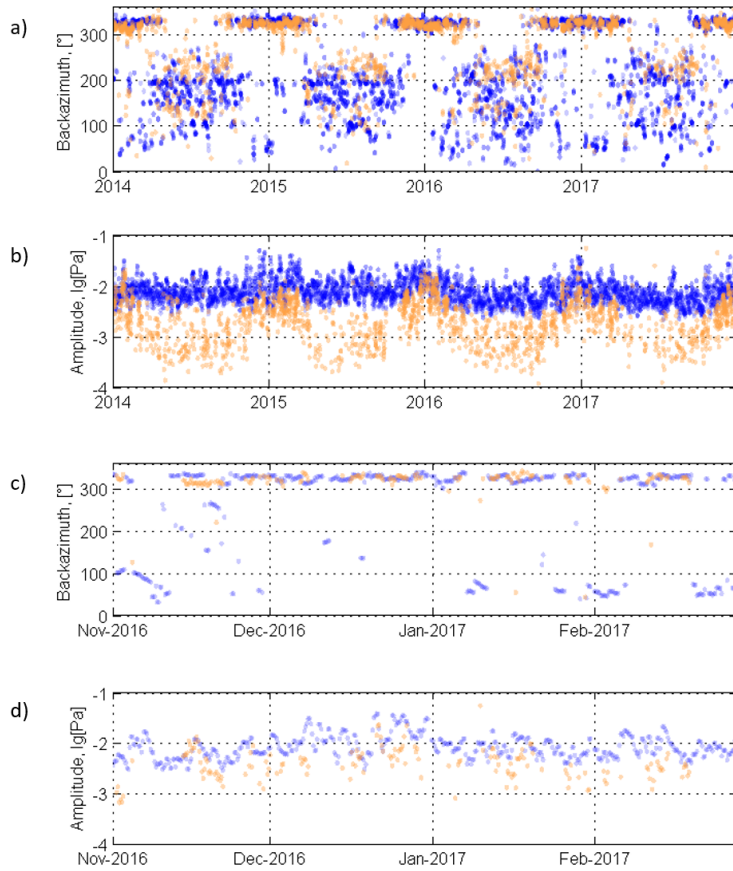 a)
Backazimuth, [°]
300
200
100
0
2014
2015
2016
2017
b)
Amplitude, lg[Pa]
-1
-2
-3
-4
2014
2015
2016
2017
c)
Backazimuth, [°]
300
200
100
0
Nov-2016
Dec-2016
Jan-2017
Feb-2017
d)
Amplitude, lg[Pa]
-1
-2
-3
-4
Nov-2016
Dec-2016
Jan-2017
Feb-2017